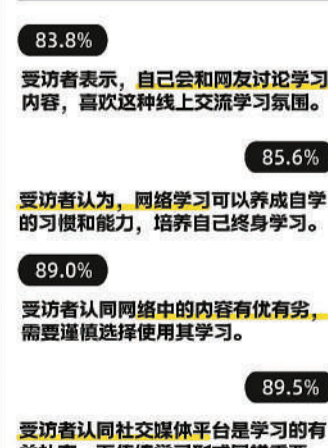 83.8%
受访者表示，自己会和网友讨论学习
内容，喜欢这种线上交流学习氛围。
85.6%
受访者认为，网络学习可以养成自学
的习惯和能力，培养自己终身学习。
89.0%
受访者认同网络中的内容有优有劣，
需要谨慎选择使用其学习。
89.5%
受访者认同社交媒体平台是学习的有